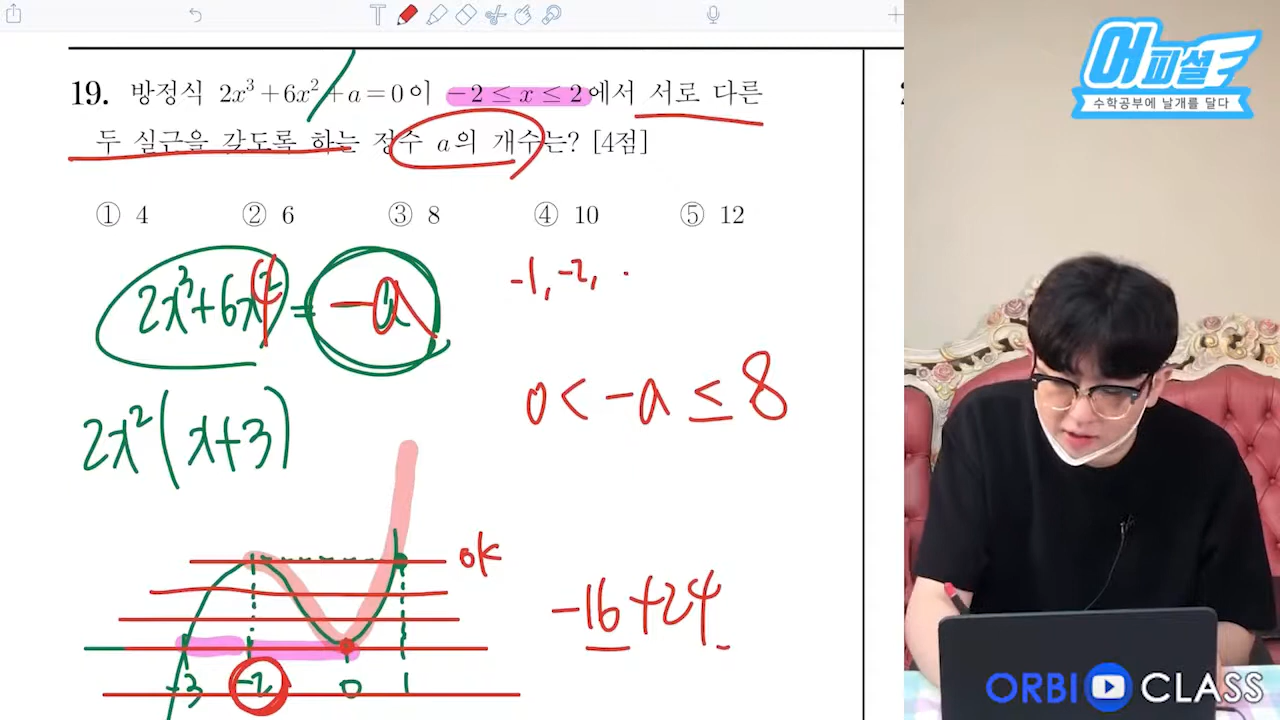 19. 방정식 2x³+6x²+a=0이 -2≤x≤2에서 서로 다른
두 실근을 갖도록 하는 정수 a의 개수는? [4점]
① 4 ② 6 ③ 8 ④ 10 ⑤ 12
2x³+6x² = -a
-1, -2, .
0 < -a ≤ 8
2x²(x+3)
ok
-16+24
-3 -2 0 1
어피셜
수학공부에 날개를 달다
ORBI CLASS